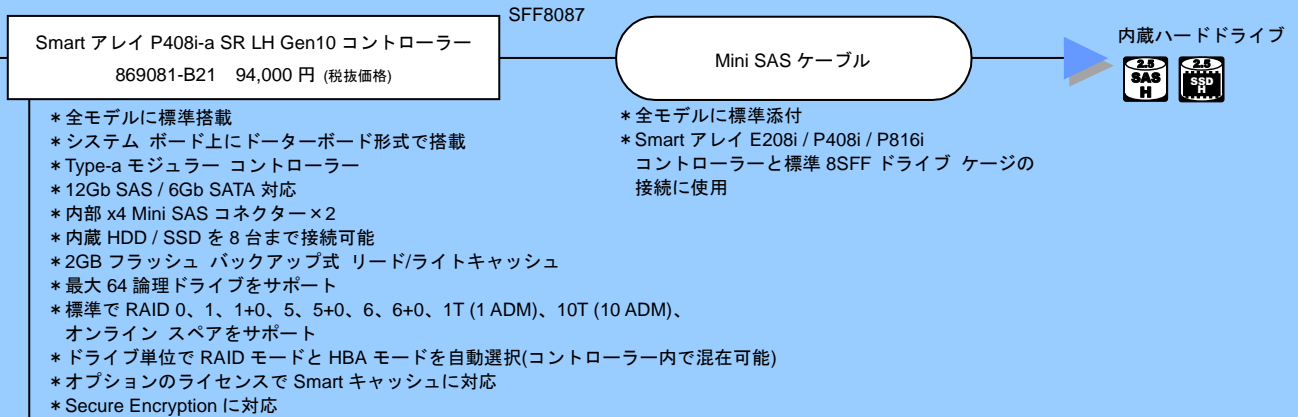 SFF8087
Smart アレイ P408i-a SR LH Gen10 コントローラー
869081-B21 94,000 円 (税抜価格)
Mini SAS ケーブル
内蔵ハードドライブ
2.5
SAS
H
2.5
SSD
H
＊全モデルに標準搭載
＊システム ボード上にドーターボード形式で搭載
＊Type-a モジュラー コントローラー
＊12Gb SAS / 6Gb SATA 対応
＊内部 x4 Mini SAS コネクター×2
＊内蔵 HDD / SSD を 8 台まで接続可能
＊2GB フラッシュ バックアップ式 リード/ライトキャッシュ
＊最大 64 論理ドライブをサポート
＊標準で RAID 0、1、1+0、5、5+0、6、6+0、1T (1 ADM)、10T (10 ADM)、
オンライン スペアをサポート
＊ドライブ単位で RAID モードと HBA モードを自動選択(コントローラー内で混在可能)
＊オプションのライセンスで Smart キャッシュに対応
＊Secure Encryption に対応
＊全モデルに標準添付
＊Smart アレイ E208i / P408i / P816i
コントローラーと標準 8SFF ドライブ ケージの
接続に使用